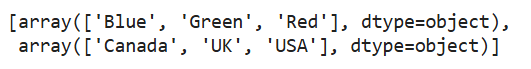 [array(['Blue', 'Green', 'Red'], dtype=object),
 array(['Canada', 'UK', 'USA'], dtype=object)]